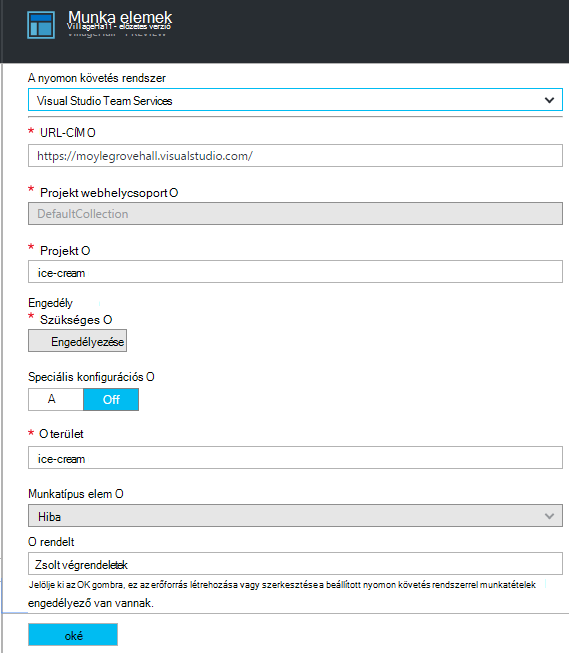 Munka elemek
VillageHall - előzetes verzió
A nyomon követés rendszer
Visual Studio Team Services
* URL-CÍM O
https://moylegrovehall.visualstudio.com/
* Projekt webhelycsoport O
DefaultCollection
* Projekt O
ice-cream
Engedély
* Szükséges O
Engedélyezése
Speciális konfigurációs O
A Off
* O terület
ice-cream
Munkatípus elem O
Hiba
O rendelt
Zsolt végrendeletek
Jelölje ki az OK gombra, ez az erőforrás létrehozása vagy szerkesztése a beállított nyomon követés rendszerrel munkatételek
engedélyező van vannak.
oké